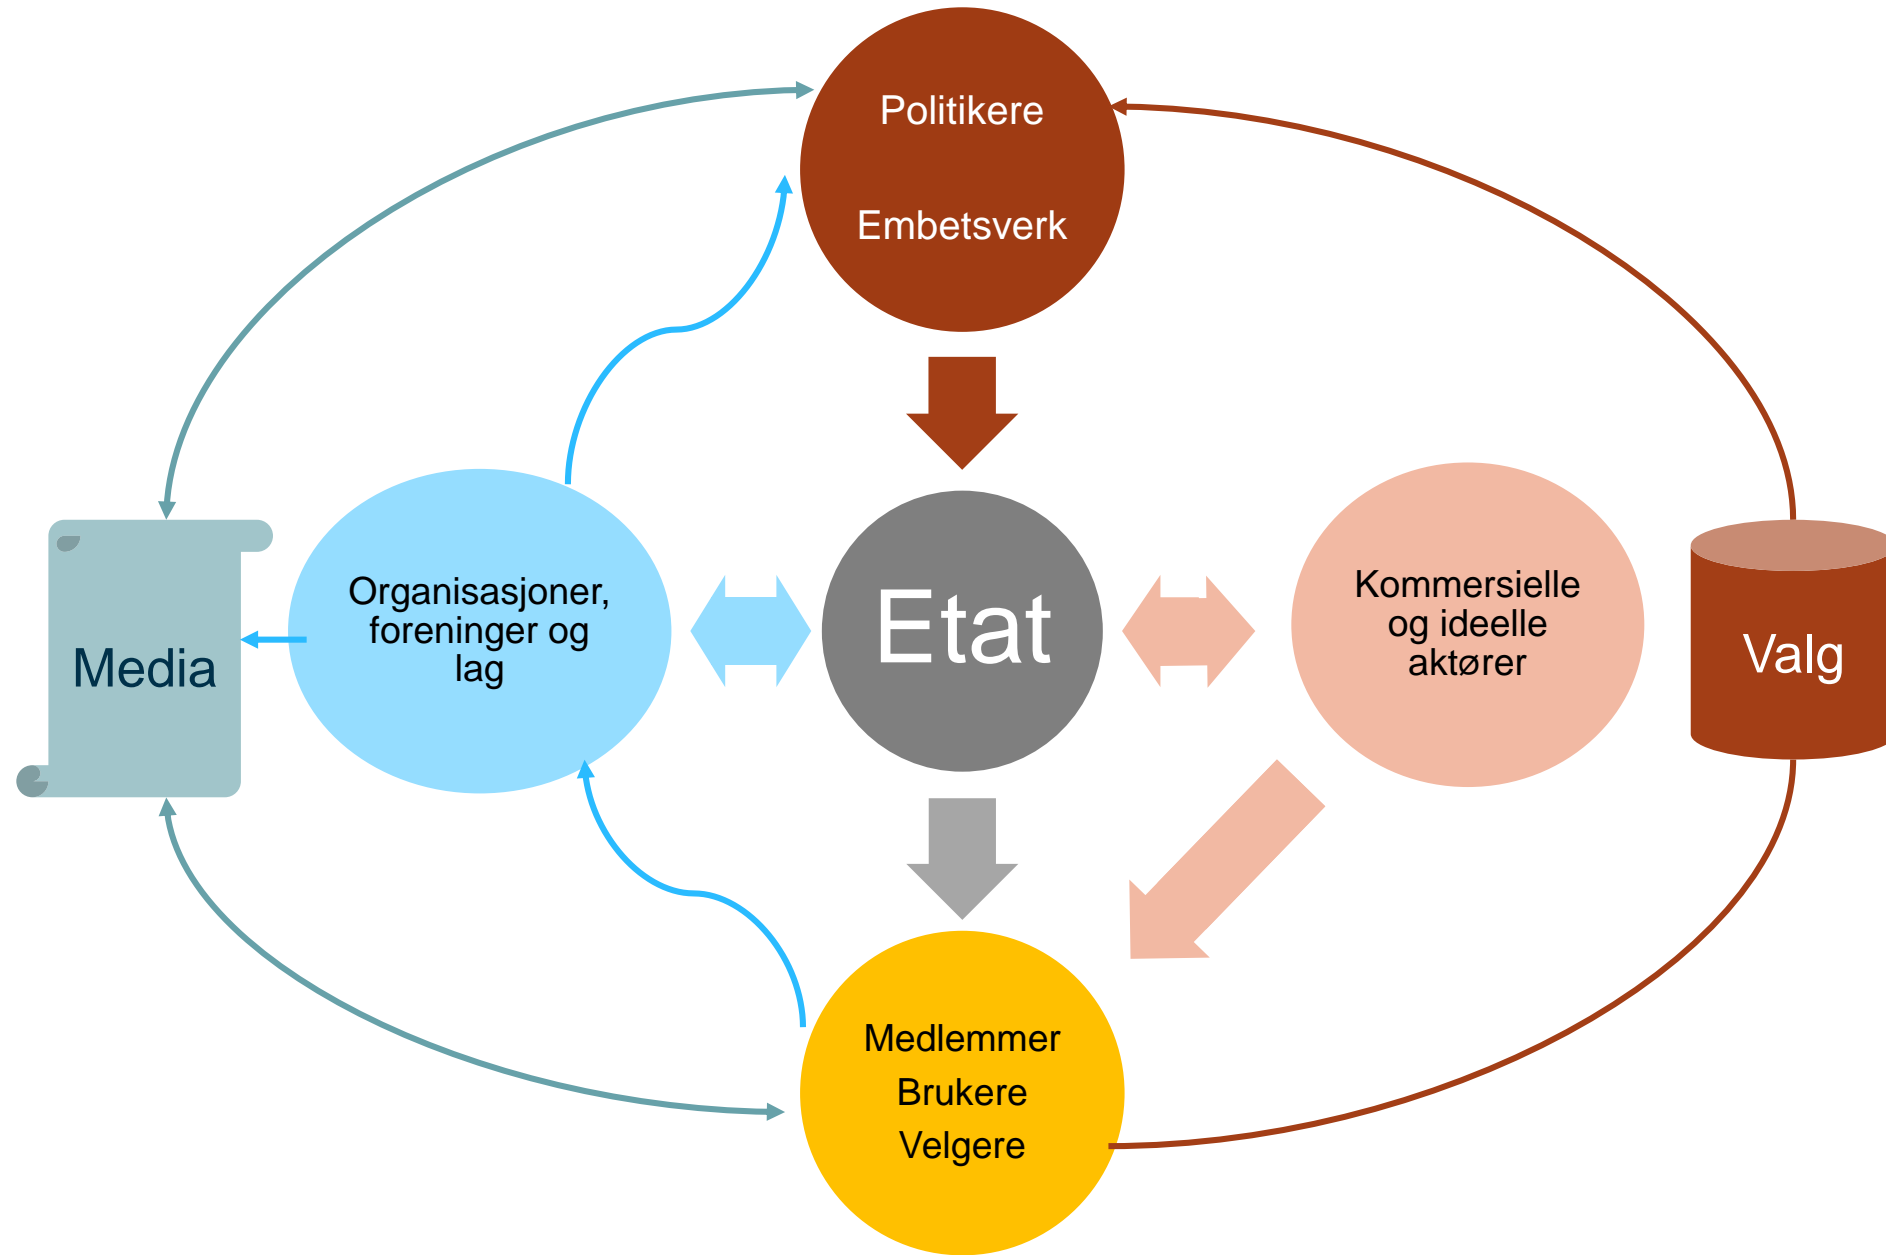 Politikere
Embetsverk
Organisasjoner,
foreninger og
lag
Media
Etat
Kommersielle
og ideelle
aktører
Valg
Medlemmer
Brukere
Velgere